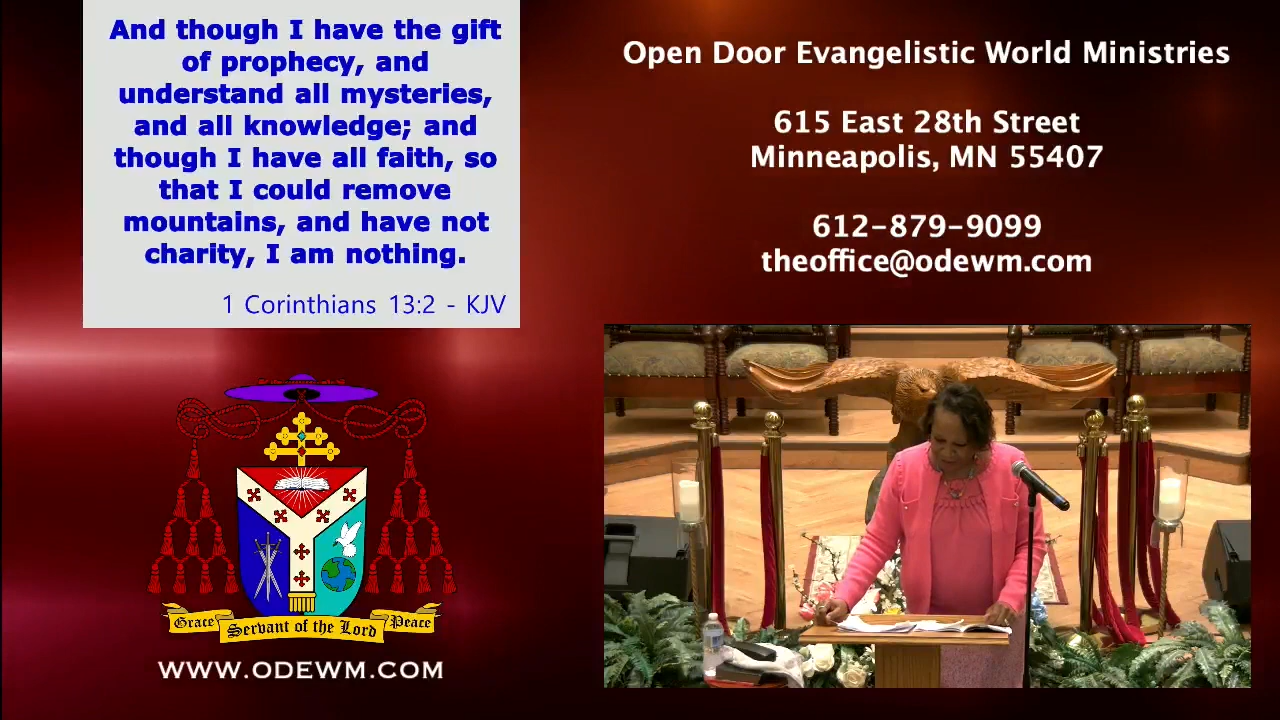 And though I have the gift
of prophecy, and
understand all mysteries,
and all knowledge; and
though I have all faith, so
that I could remove
mountains, and have not
charity, I am nothing.
1 Corinthians 13:2 - KJV
Open Door Evangelistic World Ministries
615 East 28th Street
Minneapolis, MN 55407
612-879-9099
theoffice@odewm.com
Grace Servant of the Lord Peace
WWW.ODEWM.COM